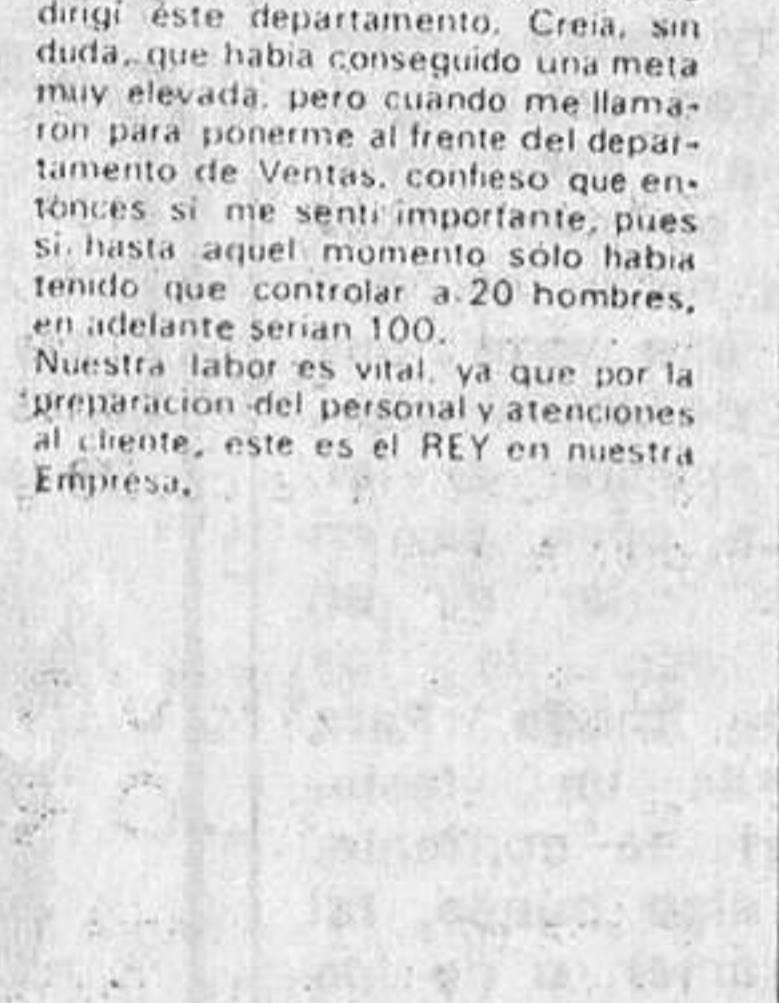 dirigí éste departamento. Creía, sin
duda, que había conseguido una meta
muy elevada, pero cuando me llama-
ron para ponerme al frente del depar-
tamento de Ventas, confieso que en-
tonces sí me sentí importante, pues
si hasta aquel momento sólo había
tenido que controlar a 20 hombres,
en adelante serían 100.
Nuestra labor es vital, ya que por la
preparación del personal y atenciones
al cliente, este es el REY en nuestra
Empresa.